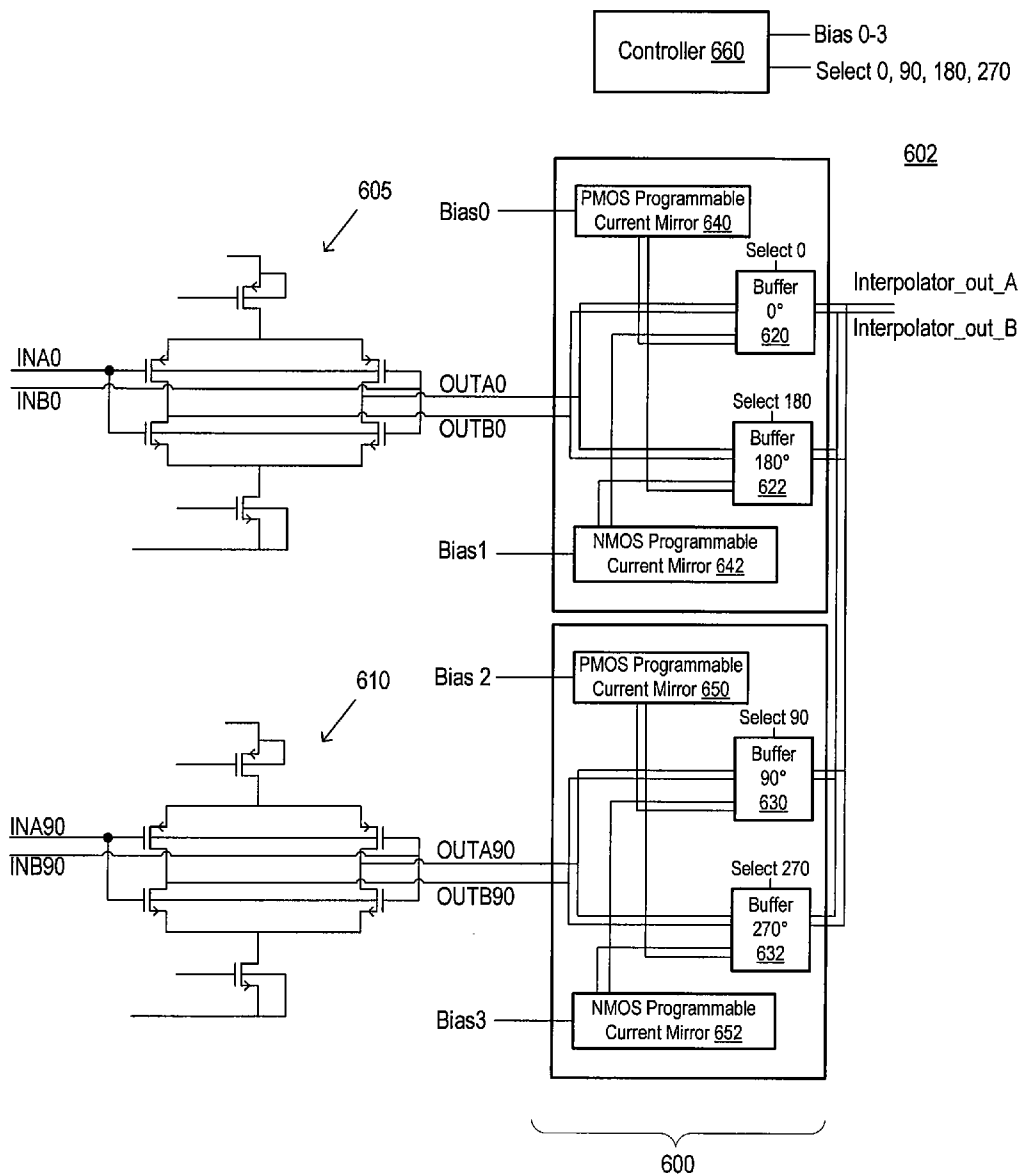 Controller 660
Bias 0-3
Select 0, 90, 180, 270
602
605
Bias0
PMOS Programmable
Current Mirror 640
Select 0
Buffer
0°
620
Interpolator_out_A
Interpolator_out_B
INA0
INB0
OUTA0
OUTB0
Select 180
Buffer
180°
622
Bias1
NMOS Programmable
Current Mirror 642
610
Bias 2
PMOS Programmable
Current Mirror 650
Select 90
Buffer
90°
630
INA90
INB90
OUTA90
OUTB90
Select 270
Buffer
270°
632
Bias3
NMOS Programmable
Current Mirror 652
600